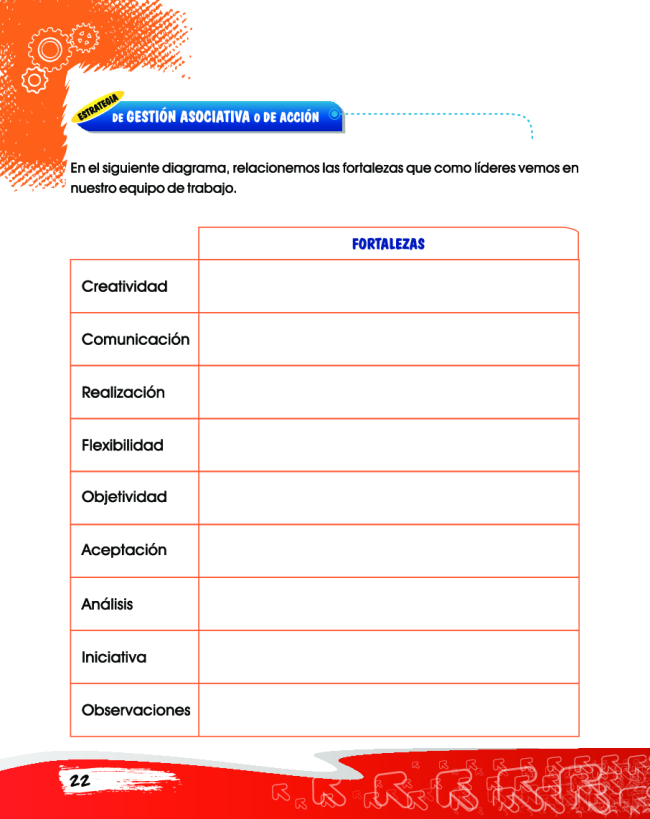 ESTRATEGIA
DE GESTIÓN ASOCIATIVA O DE ACCIÓN
En el siguiente diagrama, relacionemos las fortalezas que como líderes vemos en
nuestro equipo de trabajo.
FORTALEZAS
Creatividad
Comunicación
Realización
Flexibilidad
Objetividad
Aceptación
Análisis
Iniciativa
Observaciones
22